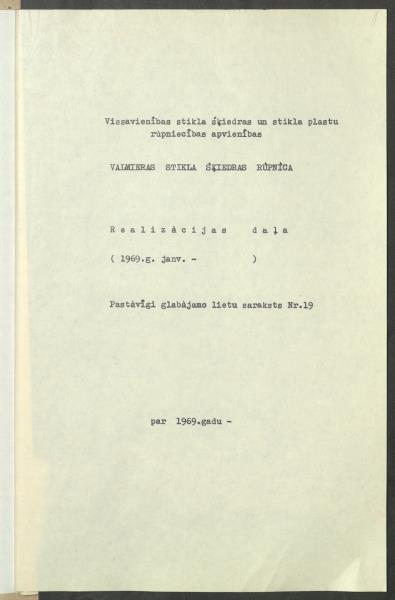 Vissavienības stikla šķiedras un stikla plastu
rūpniecības apvienības
VALMIERAS STIKLA ŠĶIEDRAS RŪPNĪCA
Realizācijas daļa
( 1969.g. janv. - )
Pastāvīgi glabājamo lietu saraksts Nr.19
par 1969.gadu -